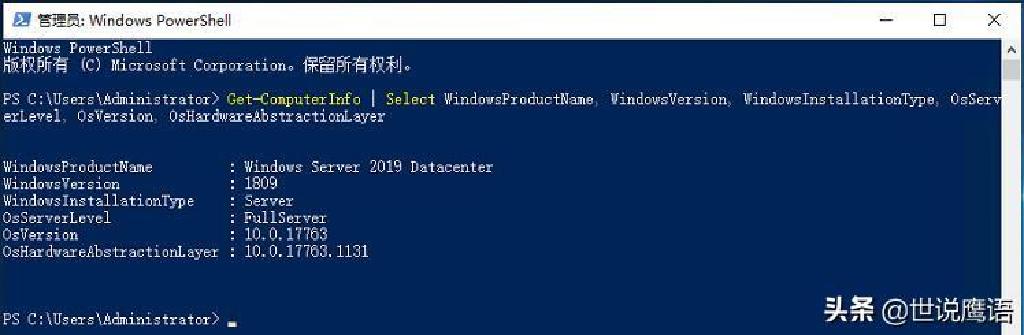 管理员: Windows PowerShell
Windows PowerShell
版权所有 (C) Microsoft Corporation。保留所有权利。
PS C:\Users\Administrator> Get-ComputerInfo | Select WindowsProductName, WindowsVersion, WindowsInstallationType, OsServ
erLevel, OsVersion, OsHardwareAbstractionLayer
WindowsProductName : Windows Server 2019 Datacenter
WindowsVersion : 1809
WindowsInstallationType : Server
OsServerLevel : FullServer
OsVersion : 10.0.17763
OsHardwareAbstractionLayer : 10.0.17763.1131
PS C:\Users\Administrator>
头条 @世说鹰语